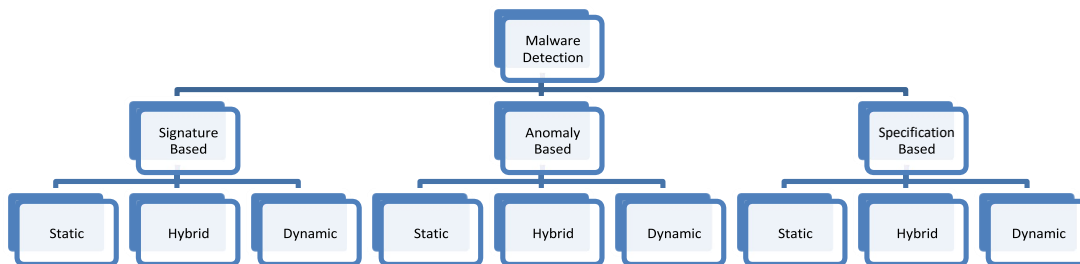 Malware
Detection
Signature
Based
Anomaly
Based
Specification
Based
Static
Hybrid
Dynamic
Static
Hybrid
Dynamic
Static
Hybrid
Dynamic